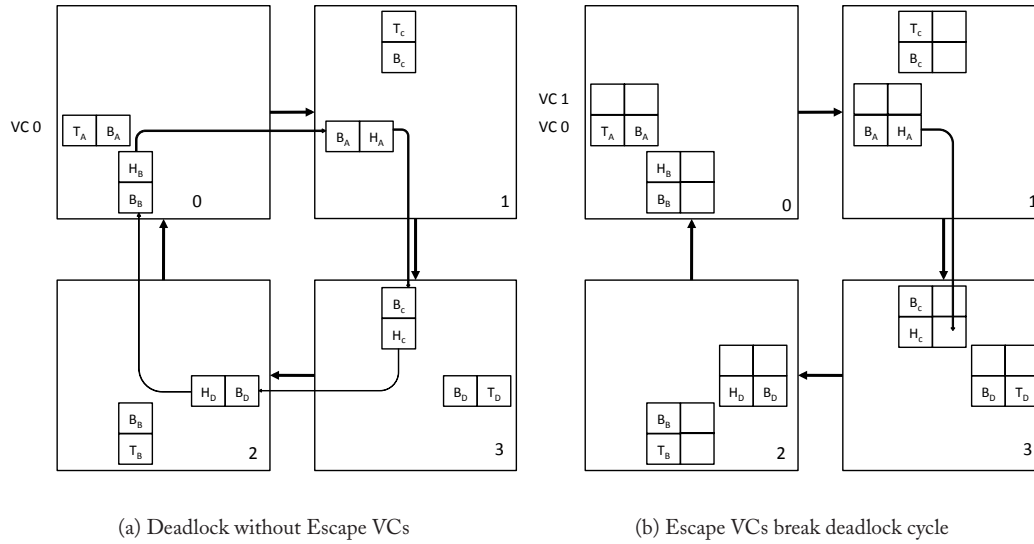 T_c
B_c
VC 0
T_A B_A
B_A H_A
H_B
B_B
0
1
B_c
H_c
H_D B_D
B_D T_D
B_B
T_B
2
3
(a) Deadlock without Escape VCs
T_c
B_c
VC 1
VC 0
T_A B_A
B_A H_A
H_B
B_B
0
1
B_c
H_c
H_D B_D
B_D T_D
B_B
T_B
2
3
(b) Escape VCs break deadlock cycle